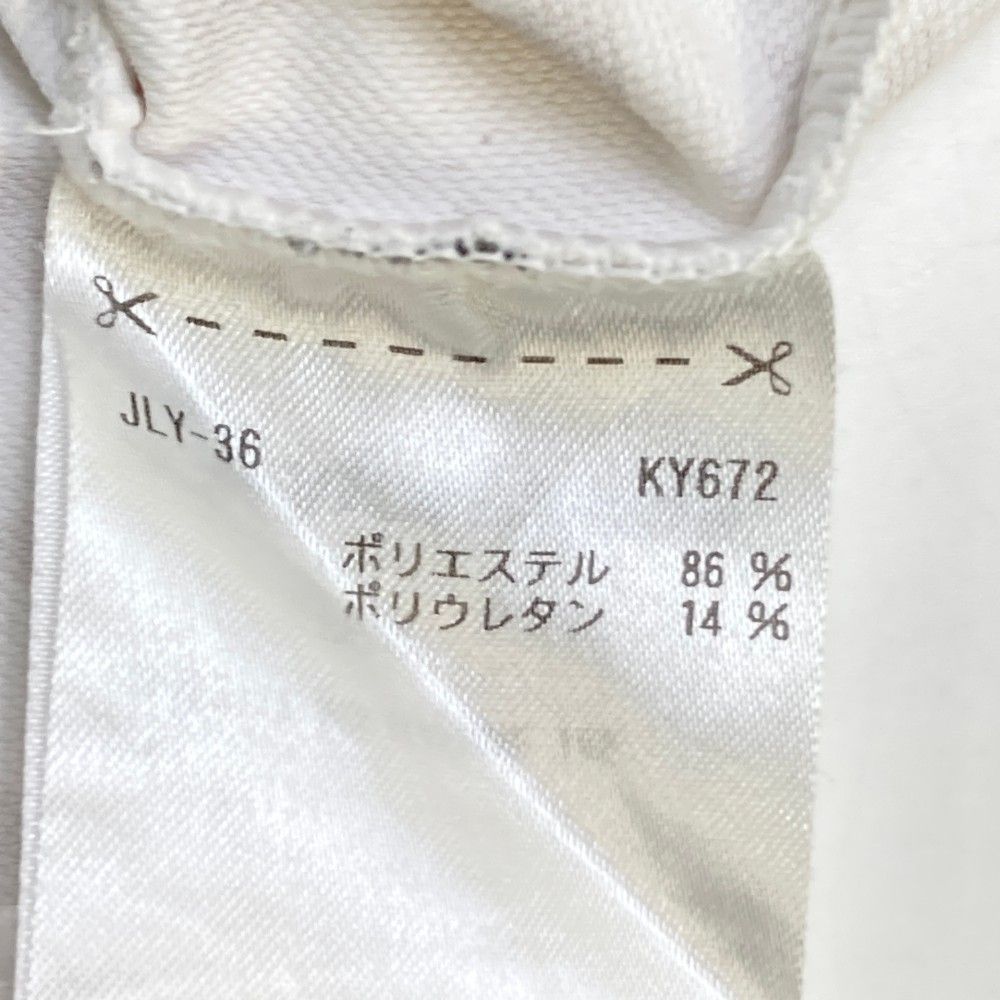 JLY-36
KY672
ポリエステル 86 %
ポリウレタン 14 %